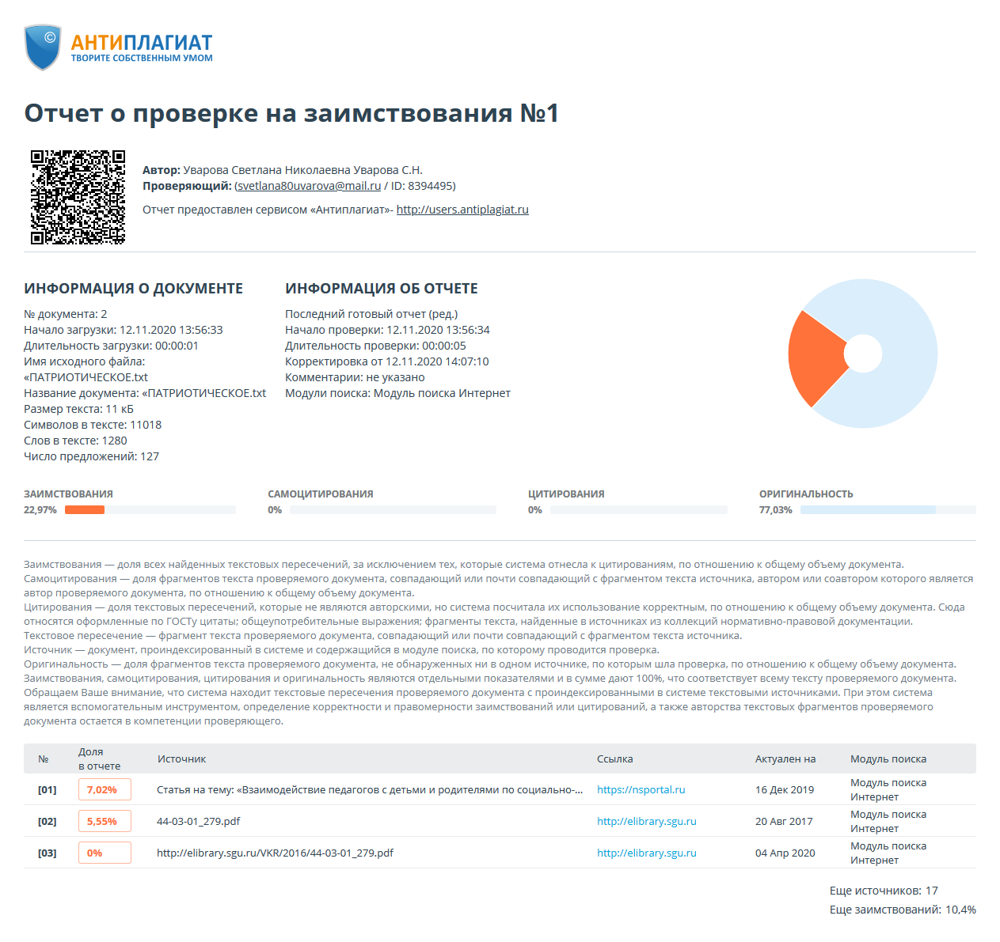 ©
АНТИПЛАГИАТ
ТВОРИТЕ СОБСТВЕННЫМ УМОМ
Отчет о проверке на заимствования №1
Автор: Уварова Светлана Николаевна Уварова С.Н.
Проверяющий: (svetlana80uvarova@mail.ru / ID: 8394495)
Отчет предоставлен сервисом «Антиплагиат»- http://users.antiplagiat.ru
ИНФОРМАЦИЯ О ДОКУМЕНТЕ
№ документа: 2
Начало загрузки: 12.11.2020 13:56:33
Длительность загрузки: 00:00:01
Имя исходного файла:
«ПАТРИОТИЧЕСКОЕ.txt
Название документа: «ПАТРИОТИЧЕСКОЕ.txt
Размер текста: 11 кБ
Символов в тексте: 11018
Слов в тексте: 1280
Число предложений: 127
ИНФОРМАЦИЯ ОБ ОТЧЕТЕ
Последний готовый отчет (ред.)
Начало проверки: 12.11.2020 13:56:34
Длительность проверки: 00:00:05
Корректировка от 12.11.2020 14:07:10
Комментарии: не указано
Модули поиска: Модуль поиска Интернет
ЗАИМСТВОВАНИЯ
22,97%
САМОЦИТИРОВАНИЯ
0%
ЦИТИРОВАНИЯ
0%
ОРИГИНАЛЬНОСТЬ
77,03%
Заимствования — доля всех найденных текстовых пересечений, за исключением тех, которые система отнесла к цитированиям, по отношению к общему объему документа.
Самоцитирования — доля фрагментов текста проверяемого документа, совпадающий или почти совпадающий с фрагментом текста источника, автором или соавтором которого является
автор проверяемого документа, по отношению к общему объему документа.
Цитирования — доля текстовых пересечений, которые не являются авторскими, но система посчитала их использование корректным, по отношению к общему объему документа. Сюда
относятся оформленные по ГОСТу цитаты; общеупотребительные выражения; фрагменты текста, найденные в источниках из коллекций нормативно-правовой документации.
Текстовое пересечение — фрагмент текста проверяемого документа, совпадающий или почти совпадающий с фрагментом текста источника.
Источник — документ, проиндексированный в системе и содержащийся в модуле поиска, по которому проводится проверка.
Оригинальность — доля фрагментов текста проверяемого документа, не обнаруженных ни в одном источнике, по которым шла проверка, по отношению к общему объему документа.
Заимствования, самоцитирования, цитирования и оригинальность являются отдельными показателями и в сумме дают 100%, что соответствует всему тексту проверяемого документа.
Обращаем Ваше внимание, что система находит текстовые пересечения проверяемого документа с проиндексированными в системе текстовыми источниками. При этом система
является вспомогательным инструментом, определение корректности и правомерности заимствований или цитирований, а также авторства текстовых фрагментов проверяемого
документа остается в компетенции проверяющего.
№ Доля в отчете Источник Ссылка Актуален на Модуль поиска
[01] 7,02% Статья на тему: «Взаимодействие педагогов с детьми и родителями по социально-... https://nsportal.ru 16 Дек 2019 Модуль поиска Интернет
[02] 5,55% 44-03-01_279.pdf http://elibrary.sgu.ru 20 Авг 2017 Модуль поиска Интернет
[03] 0% http://elibrary.sgu.ru/VKR/2016/44-03-01_279.pdf http://elibrary.sgu.ru 04 Апр 2020 Модуль поиска Интернет
Еще источников: 17
Еще заимствований: 10,4%